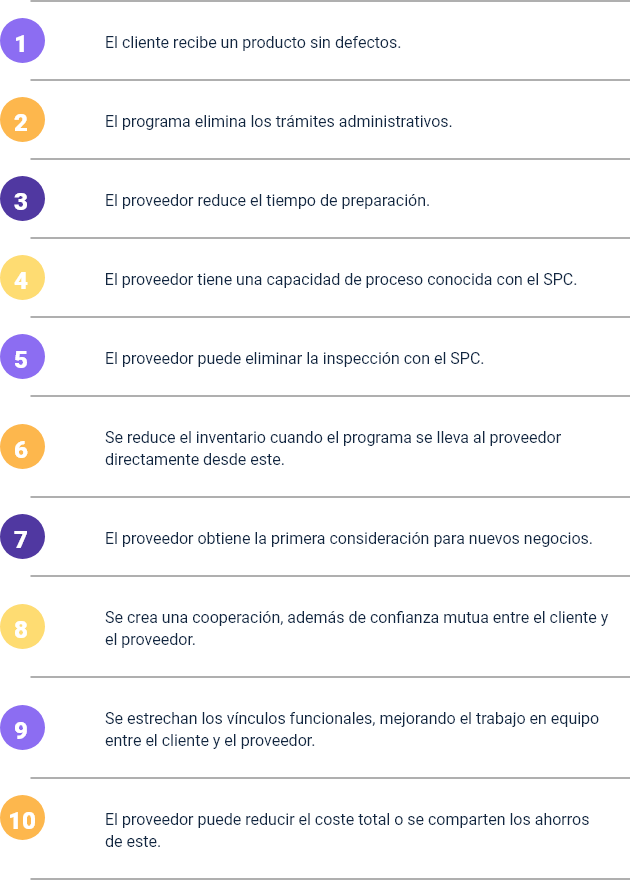 1
El cliente recibe un producto sin defectos.
2
El programa elimina los trámites administrativos.
3
El proveedor reduce el tiempo de preparación.
4
El proveedor tiene una capacidad de proceso conocida con el SPC.
5
El proveedor puede eliminar la inspección con el SPC.
6
Se reduce el inventario cuando el programa se lleva al proveedor
directamente desde este.
7
El proveedor obtiene la primera consideración para nuevos negocios.
8
Se crea una cooperación, además de confianza mutua entre el cliente y
el proveedor.
9
Se estrechan los vínculos funcionales, mejorando el trabajo en equipo
entre el cliente y el proveedor.
10
El proveedor puede reducir el coste total o se comparten los ahorros
de este.